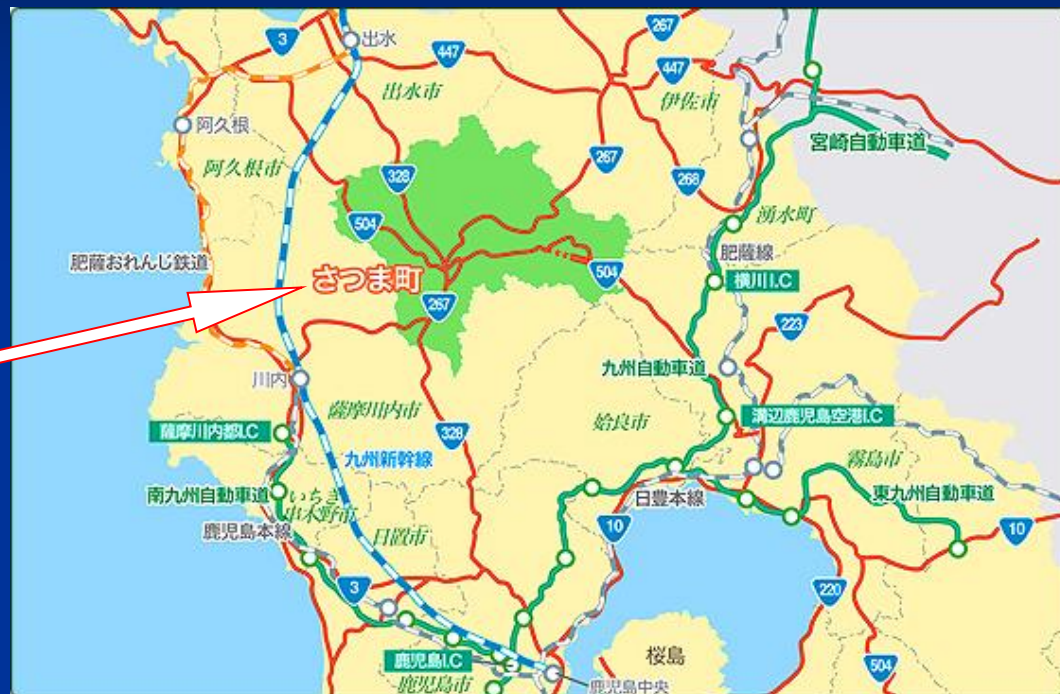 267
3
出水
447
447
出水市
伊佐市
阿久根
宮崎自動車道
阿久根市
267
328
268
湧水町
504
肥薩線
肥薩おれんじ鉄道
さつま町
504
横川I.C
267
223
九州自動車道
川内
薩摩川内市
溝辺鹿児島空港I.C
姶良市
薩摩川内都I.C
328
九州新幹線
霧島市
南九州自動車道
いちき
串木野市
日豊本線
東九州自動車道
鹿児島本線
日置市
10
10
3
220
桜島
鹿児島I.C
504
鹿児島市
鹿児島中央